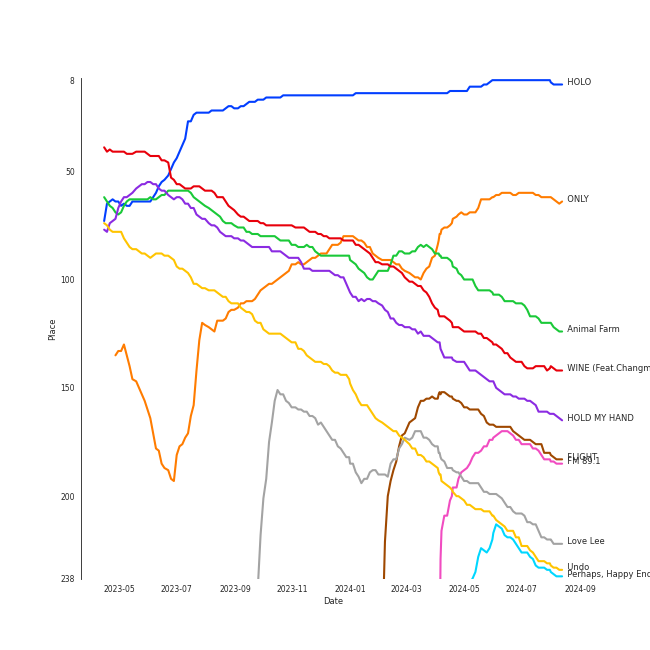 8
50
100
150
200
238
Place
HOLO
ONLY
Animal Farm
WINE (Feat.Changm
HOLD MY HAND
FLIGHT
FM 89.1
Love Lee
Undo
Perhaps, Happy End
2023-05
2023-07
2023-09
2023-11
2024-01
2024-03
2024-05
2024-07
2024-09
Date